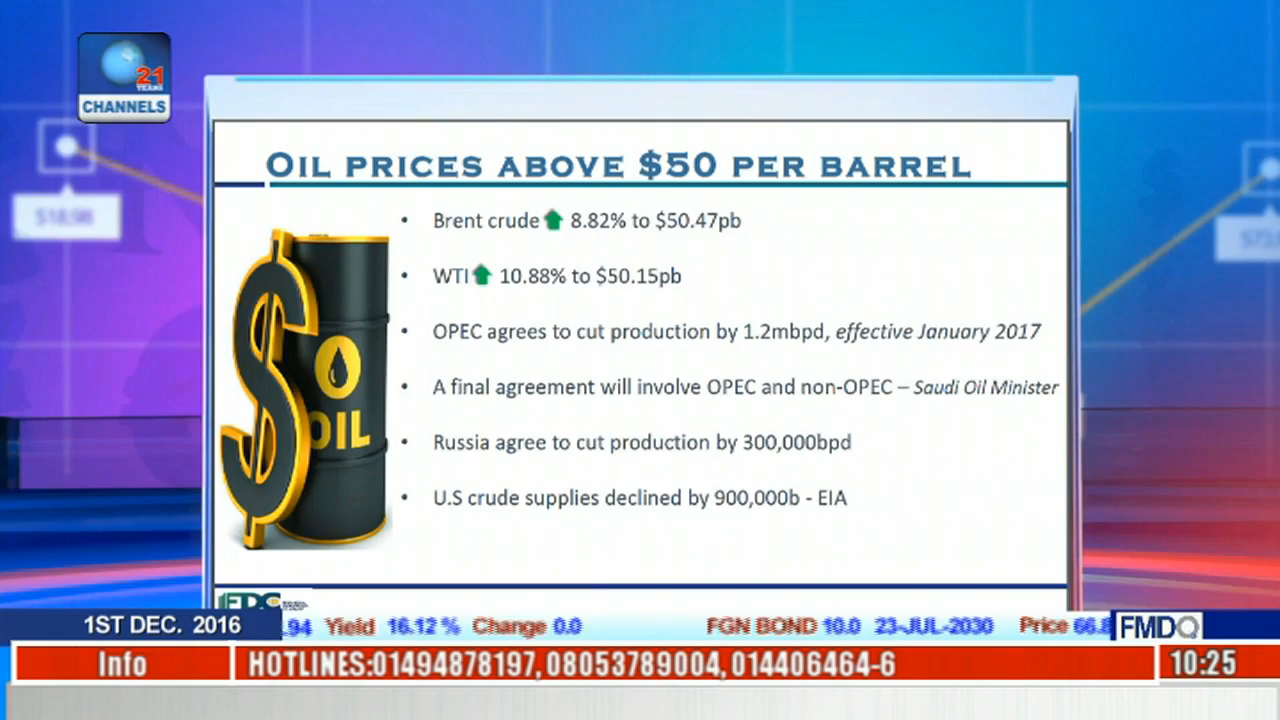 21
YEARS
CHANNELS
OIL PRICES ABOVE $50 PER BARREL
• Brent crude 8.82% to $50.47pb
• WTI 10.88% to $50.15pb
• OPEC agrees to cut production by 1.2mbpd, effective January 2017
• A final agreement will involve OPEC and non-OPEC – Saudi Oil Minister
• Russia agree to cut production by 300,000bpd
• U.S crude supplies declined by 900,000b - EIA
OIL
1ST DEC. 2016
.94 Yield 16.12 % Change 0.0 FGN BOND 10.0 23-JUL-2030 Price 66.8
FMDQ
Info
HOTLINES:01494878197, 08053789004, 014406464-6
10:25